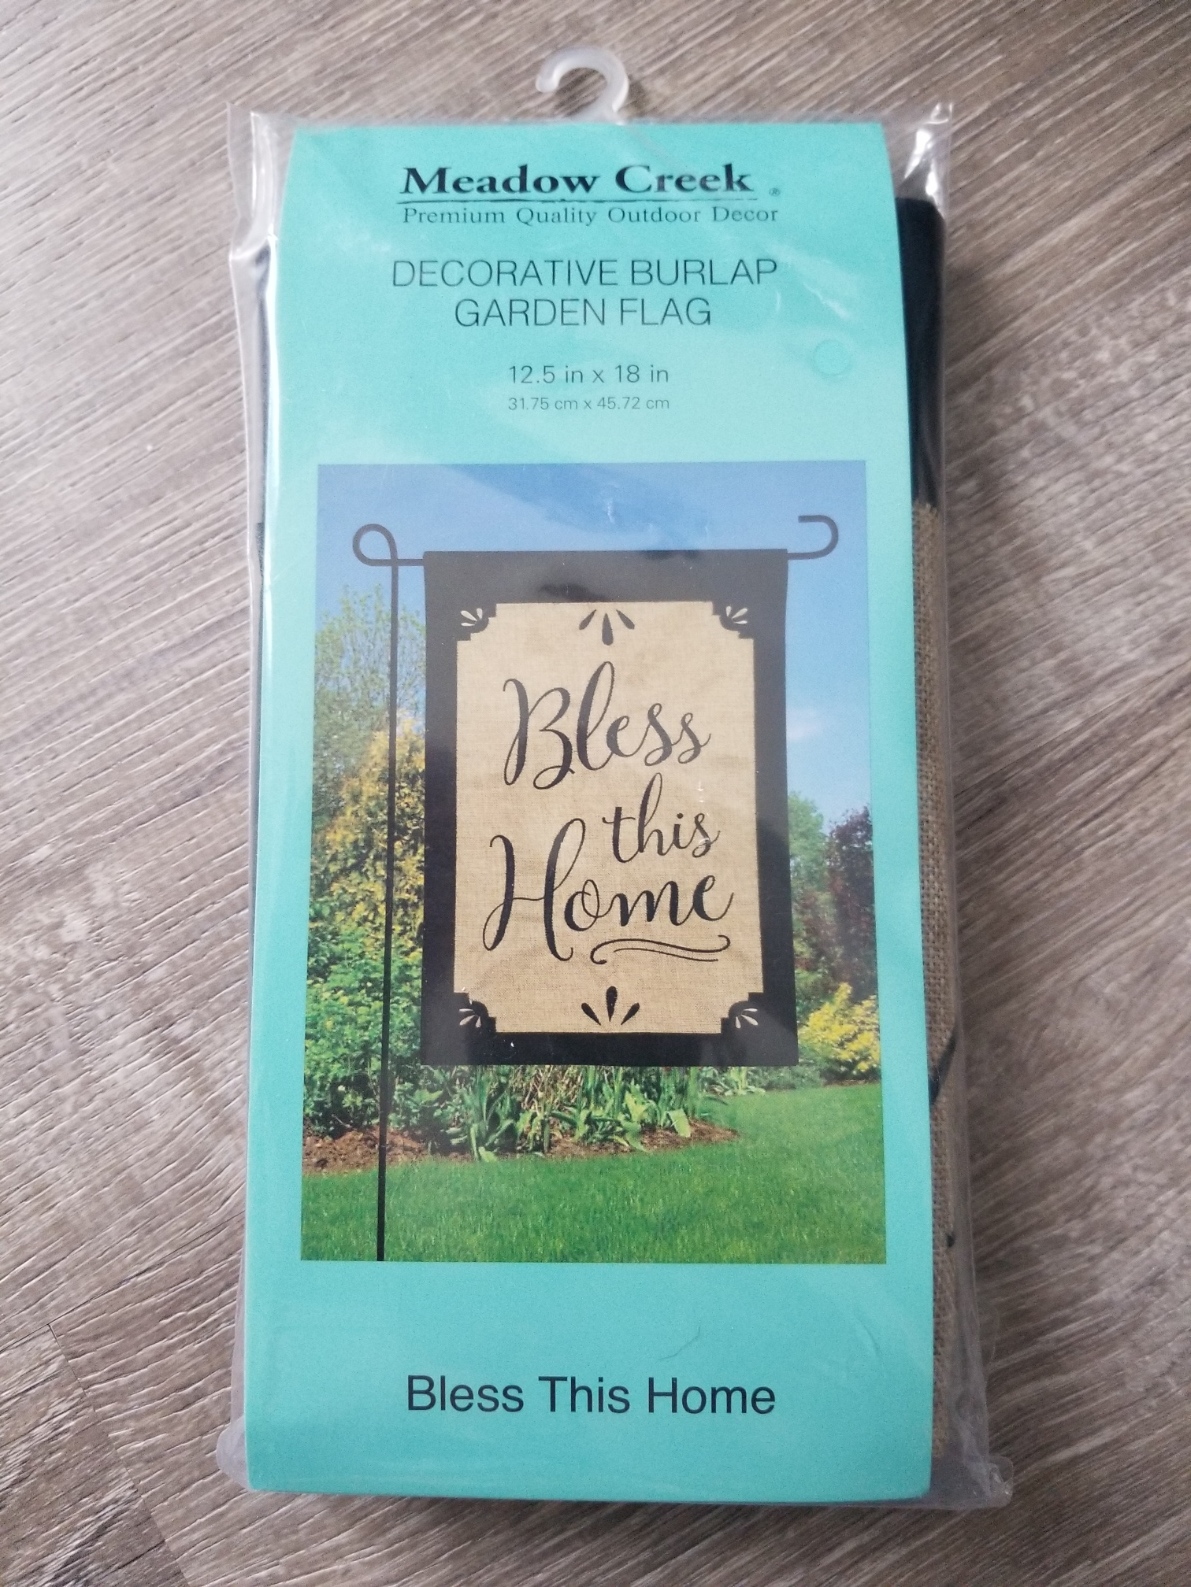 Meadow Creek ®
Premium Quality Outdoor Decor
DECORATIVE BURLAP
GARDEN FLAG
12.5 in x 18 in
31.75 cm x 45.72 cm
Bless
this
Home
Bless This Home